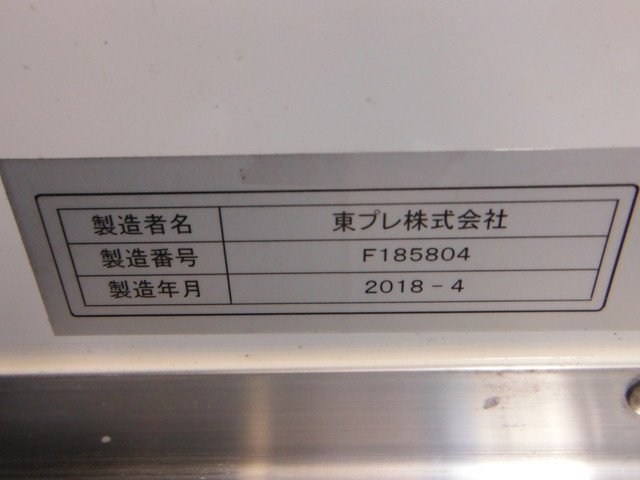 製造者名 東プレ株式会社
製造番号 F185804
製造年月 2018-4